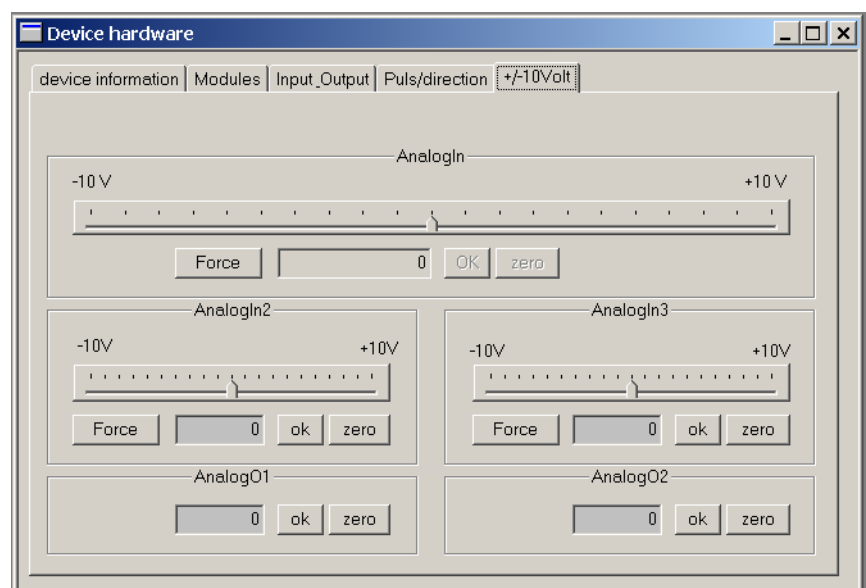 Device hardware
device information Modules Input_Output Puls/direction +/-10Volt
AnalogIn
-10 V +10 V
Force 0 OK zero
AnalogIn2 AnalogIn3
-10V +10V -10V +10V
Force 0 ok zero Force 0 ok zero
AnalogO1 AnalogO2
0 ok zero 0 ok zero